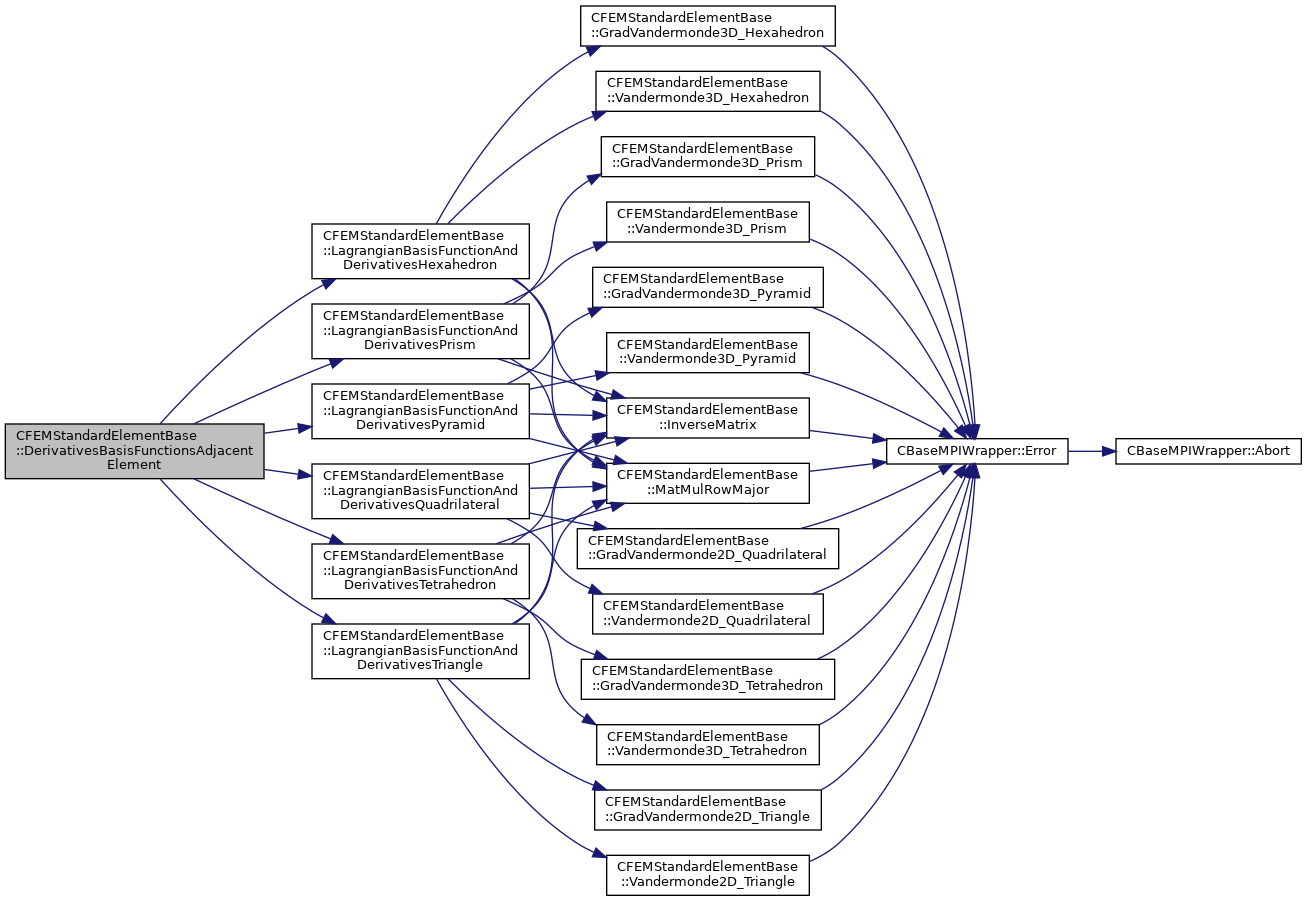 CFEMStandardElementBase
::DerivativesBasisFunctionsAdjacent
Element
CFEMStandardElementBase
::LagrangianBasisFunctionAnd
DerivativesHexahedron
CFEMStandardElementBase
::LagrangianBasisFunctionAnd
DerivativesPrism
CFEMStandardElementBase
::LagrangianBasisFunctionAnd
DerivativesPyramid
CFEMStandardElementBase
::LagrangianBasisFunctionAnd
DerivativesQuadrilateral
CFEMStandardElementBase
::LagrangianBasisFunctionAnd
DerivativesTetrahedron
CFEMStandardElementBase
::LagrangianBasisFunctionAnd
DerivativesTriangle
CFEMStandardElementBase
::GradVandermonde3D_Hexahedron
CFEMStandardElementBase
::Vandermonde3D_Hexahedron
CFEMStandardElementBase
::GradVandermonde3D_Prism
CFEMStandardElementBase
::Vandermonde3D_Prism
CFEMStandardElementBase
::GradVandermonde3D_Pyramid
CFEMStandardElementBase
::Vandermonde3D_Pyramid
CFEMStandardElementBase
::InverseMatrix
CFEMStandardElementBase
::MatMulRowMajor
CFEMStandardElementBase
::GradVandermonde2D_Quadrilateral
CFEMStandardElementBase
::Vandermonde2D_Quadrilateral
CFEMStandardElementBase
::GradVandermonde3D_Tetrahedron
CFEMStandardElementBase
::Vandermonde3D_Tetrahedron
CFEMStandardElementBase
::GradVandermonde2D_Triangle
CFEMStandardElementBase
::Vandermonde2D_Triangle
CBaseMPIWrapper::Error
CBaseMPIWrapper::Abort